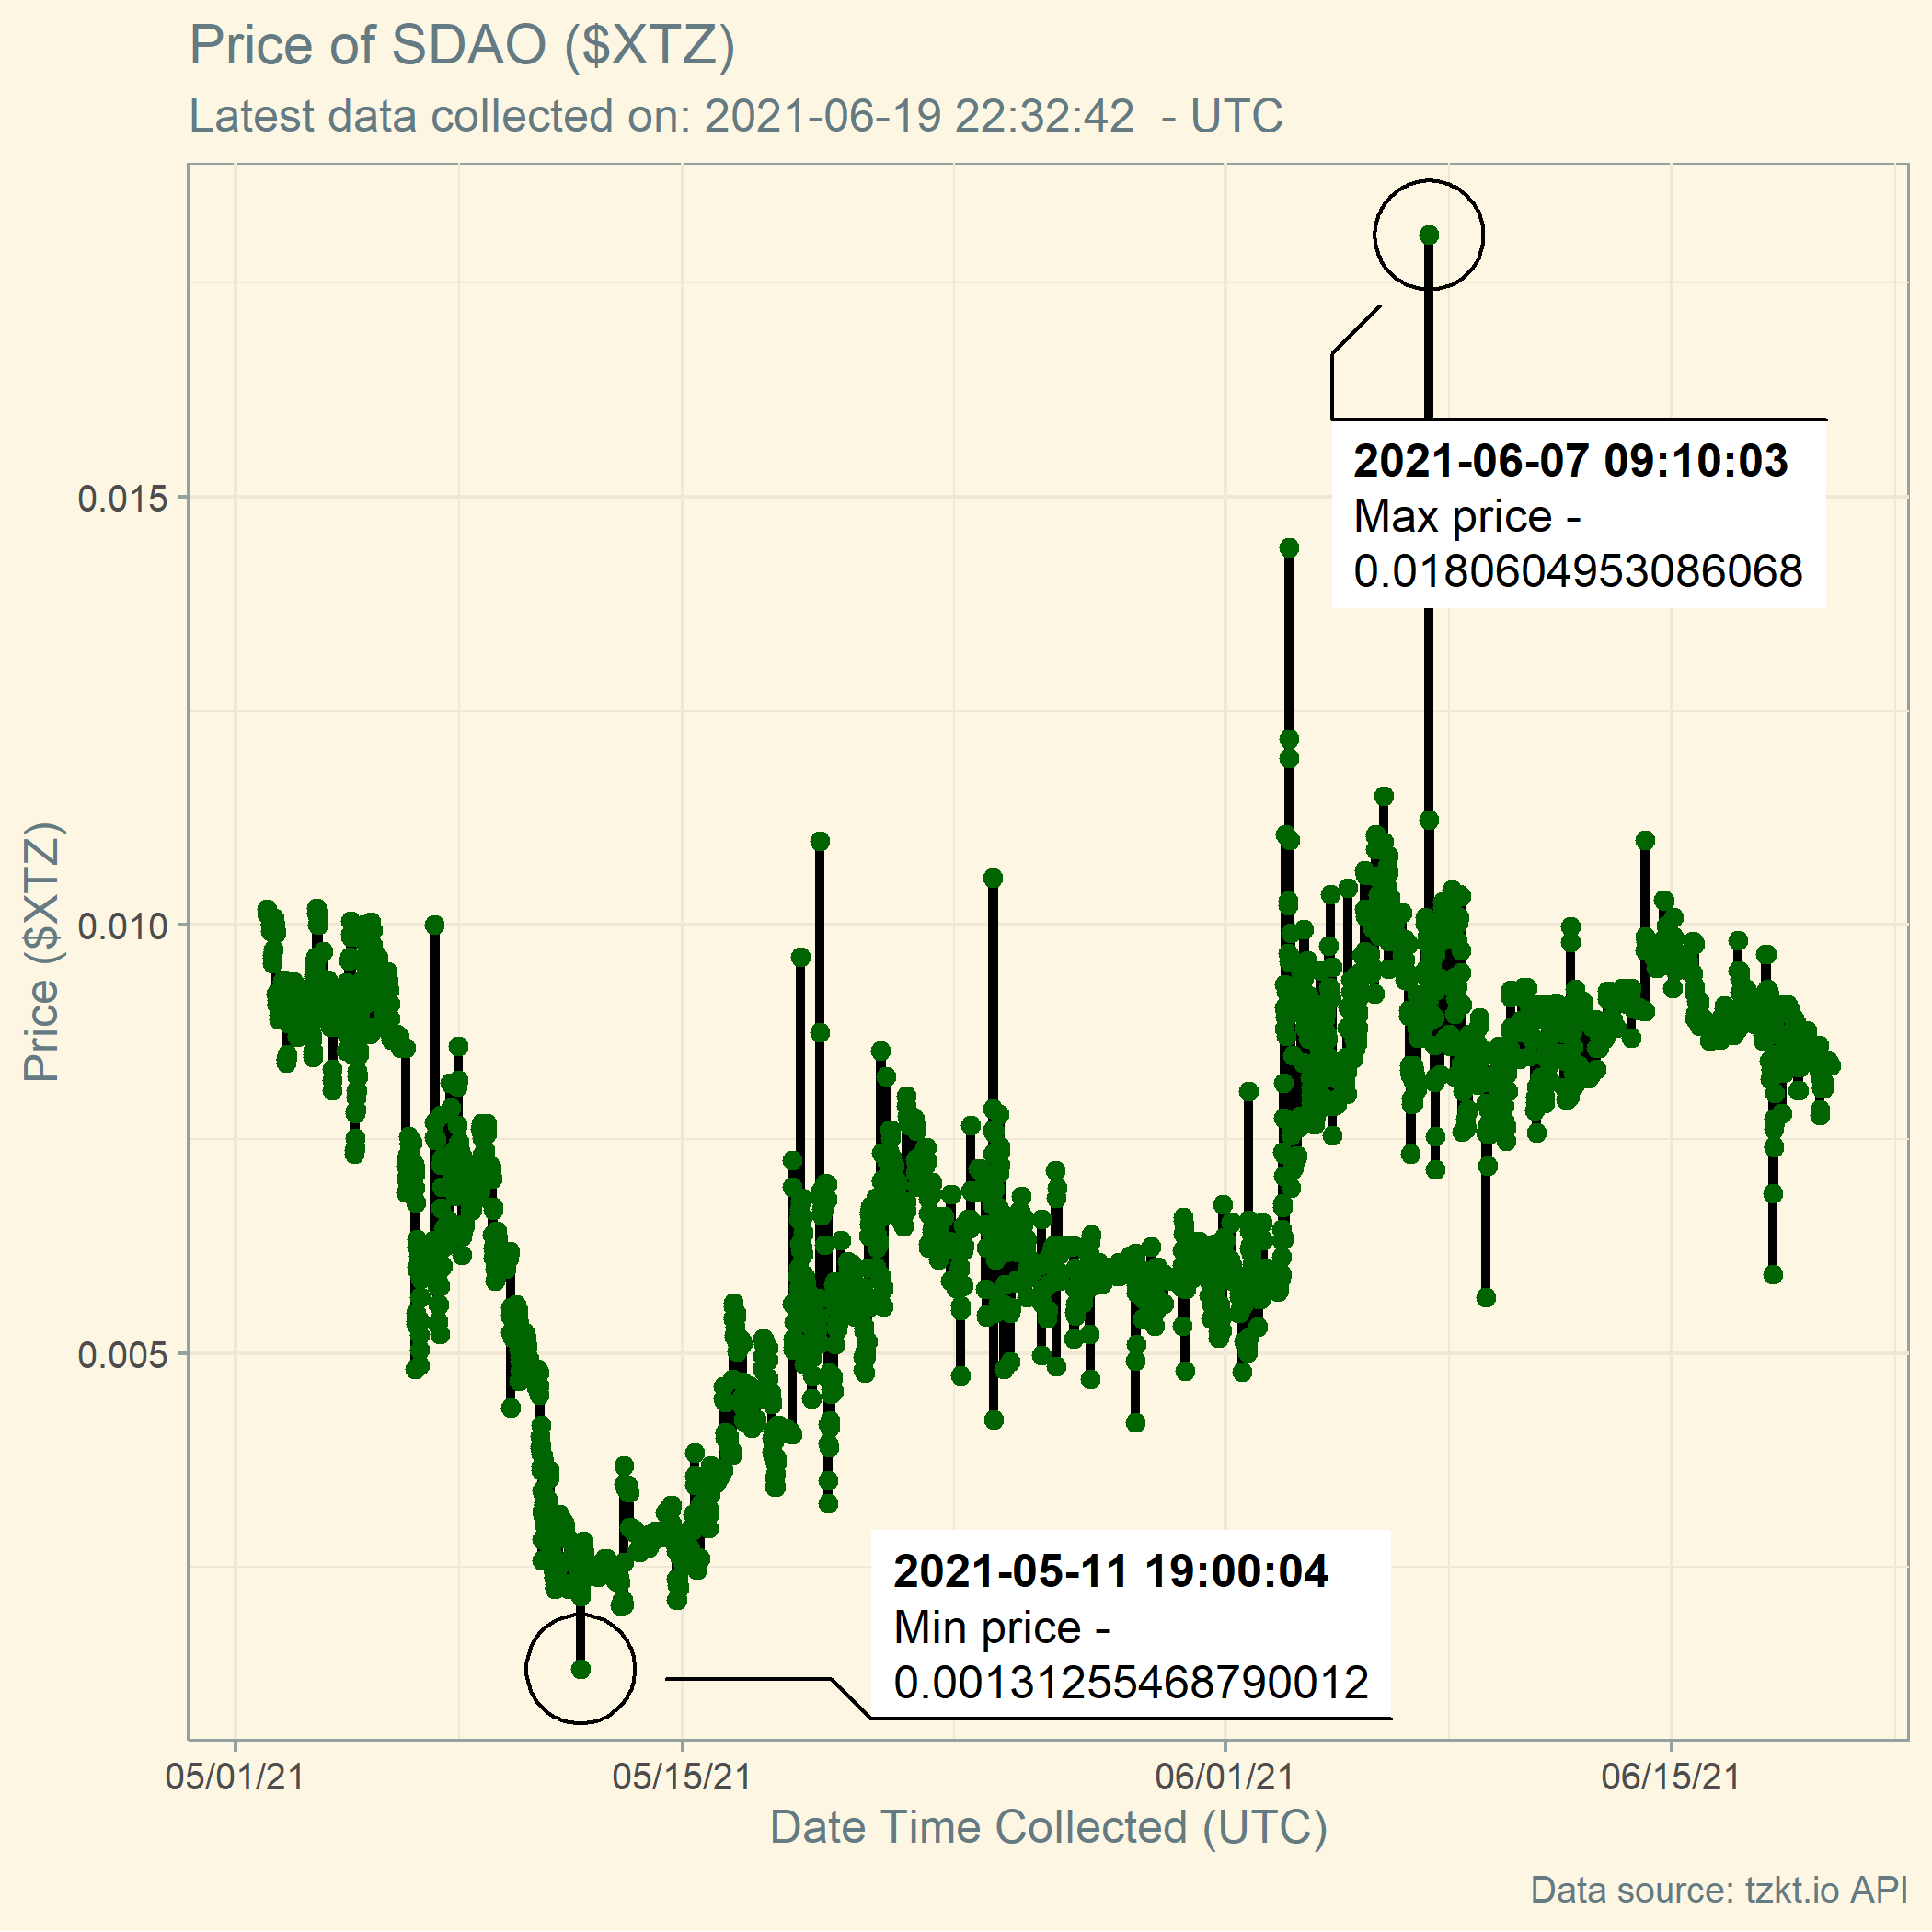 Price of SDAO ($XTZ)
Latest data collected on: 2021-06-19 22:32:42  - UTC
2021-06-07 09:10:03
Max price -
0.0180604953086068
0.015
0.010
0.005
Price ($XTZ)
2021-05-11 19:00:04
Min price -
0.00131255468790012
05/01/21
05/15/21
06/01/21
06/15/21
Date Time Collected (UTC)
Data source: tzkt.io API